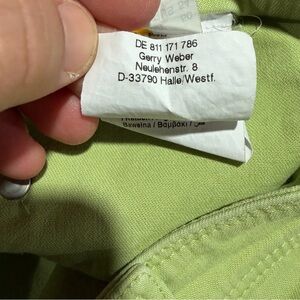 DE 811 171 786
Gerry Weber
Neulehenstr. 8
D-33790 Halle/Westf.